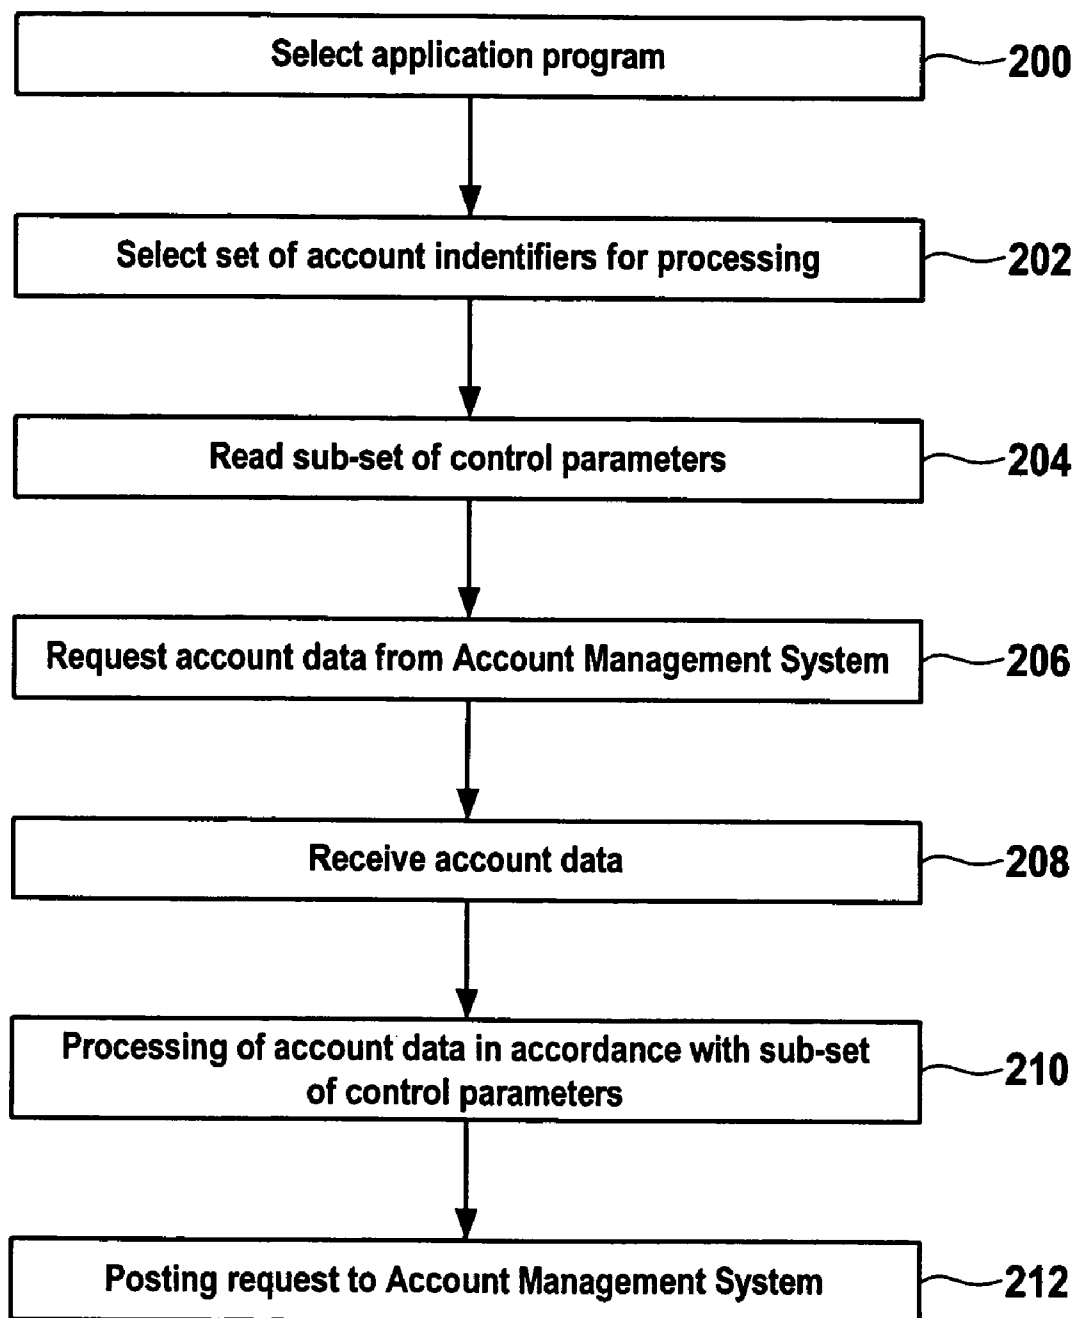 Select application program
200
Select set of account indentifiers for processing
202
Read sub-set of control parameters
204
Request account data from Account Management System
206
Receive account data
208
Processing of account data in accordance with sub-set
of control parameters
210
Posting request to Account Management System
212